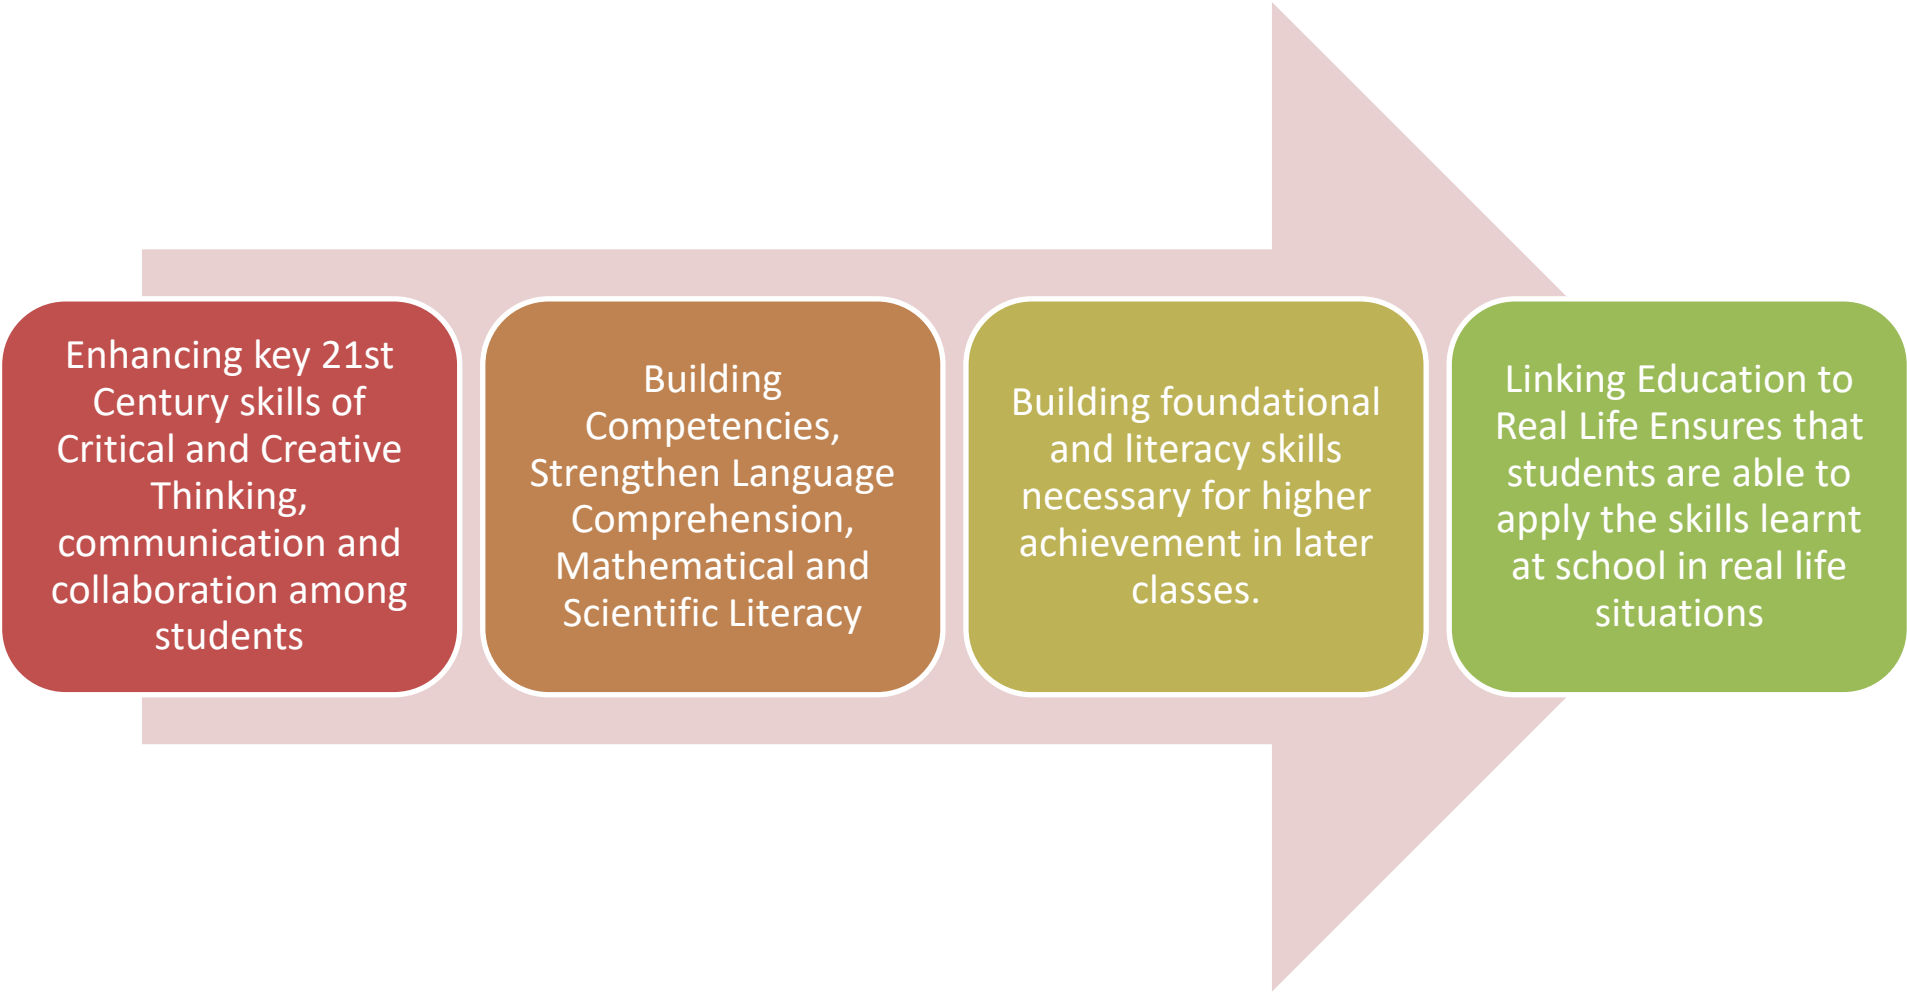 Enhancing key 21st
Century skills of
Critical and Creative
Thinking,
communication and
collaboration among
students
Building
Competencies,
Strengthen Language
Comprehension,
Mathematical and
Scientific Literacy
Building foundational
and literacy skills
necessary for higher
achievement in later
classes.
Linking Education to
Real Life Ensures that
students are able to
apply the skills learnt
at school in real life
situations